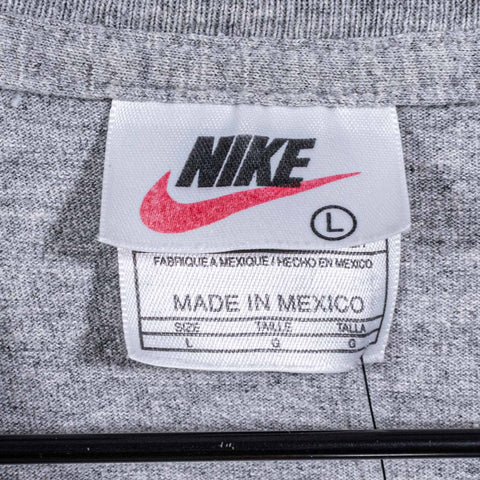 NIKE
L
FABRIQUE A MEXIQUE / HECHO EN MEXICO
MADE IN MEXICO
SIZE TAILLE TALLA
L G G